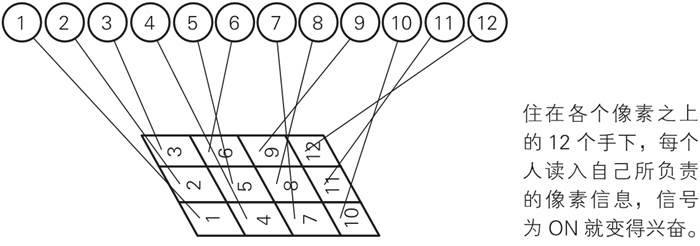 1 2 3 4 5 6 7 8 9 10 11 12
3 6 9 12
2 5 8 11
1 4 7 10
住在各个像素之上
的 12 个手下，每个
人读入自己所负责
的像素信息，信号
为 ON 就变得兴奋。